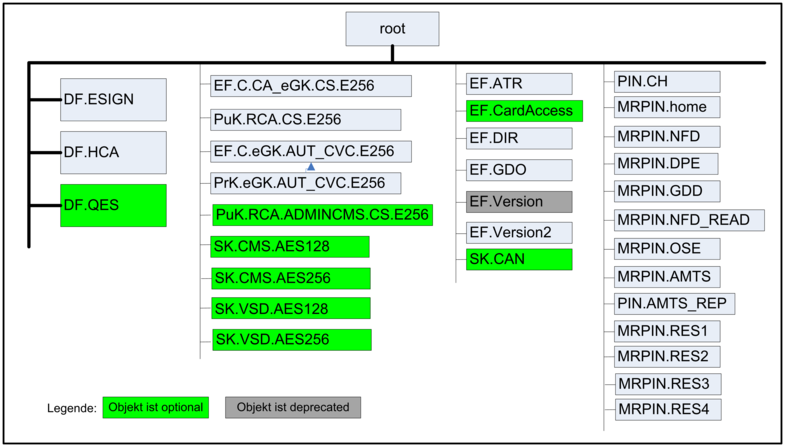 root
DF.ESIGN
DF.HCA
DF.QES
EF.C.CA_eGK.CS.E256
PuK.RCA.CS.E256
EF.C.eGK.AUT_CVC.E256
PrK.eGK.AUT_CVC.E256
PuK.RCA.ADMINCMS.CS.E256
SK.CMS.AES128
SK.CMS.AES256
SK.VSD.AES128
SK.VSD.AES256
EF.ATR
EF.CardAccess
EF.DIR
EF.GDO
EF.Version
EF.Version2
SK.CAN
PIN.CH
MRPIN.home
MRPIN.NFD
MRPIN.DPE
MRPIN.GDD
MRPIN.NFD_READ
MRPIN.OSE
MRPIN.AMTS
PIN.AMTS_REP
MRPIN.RES1
MRPIN.RES2
MRPIN.RES3
MRPIN.RES4
Legende: Objekt ist optional Objekt ist deprecated